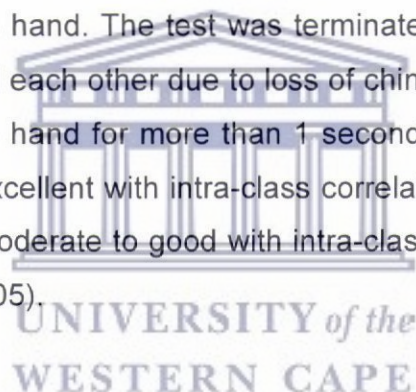 hand. The test was terminate
each other due to loss of chin
hand for more than 1 second
xcellent with intra-class correla
oderate to good with intra-clas
05).
UNIVERSITY of the
WESTERN CAPE